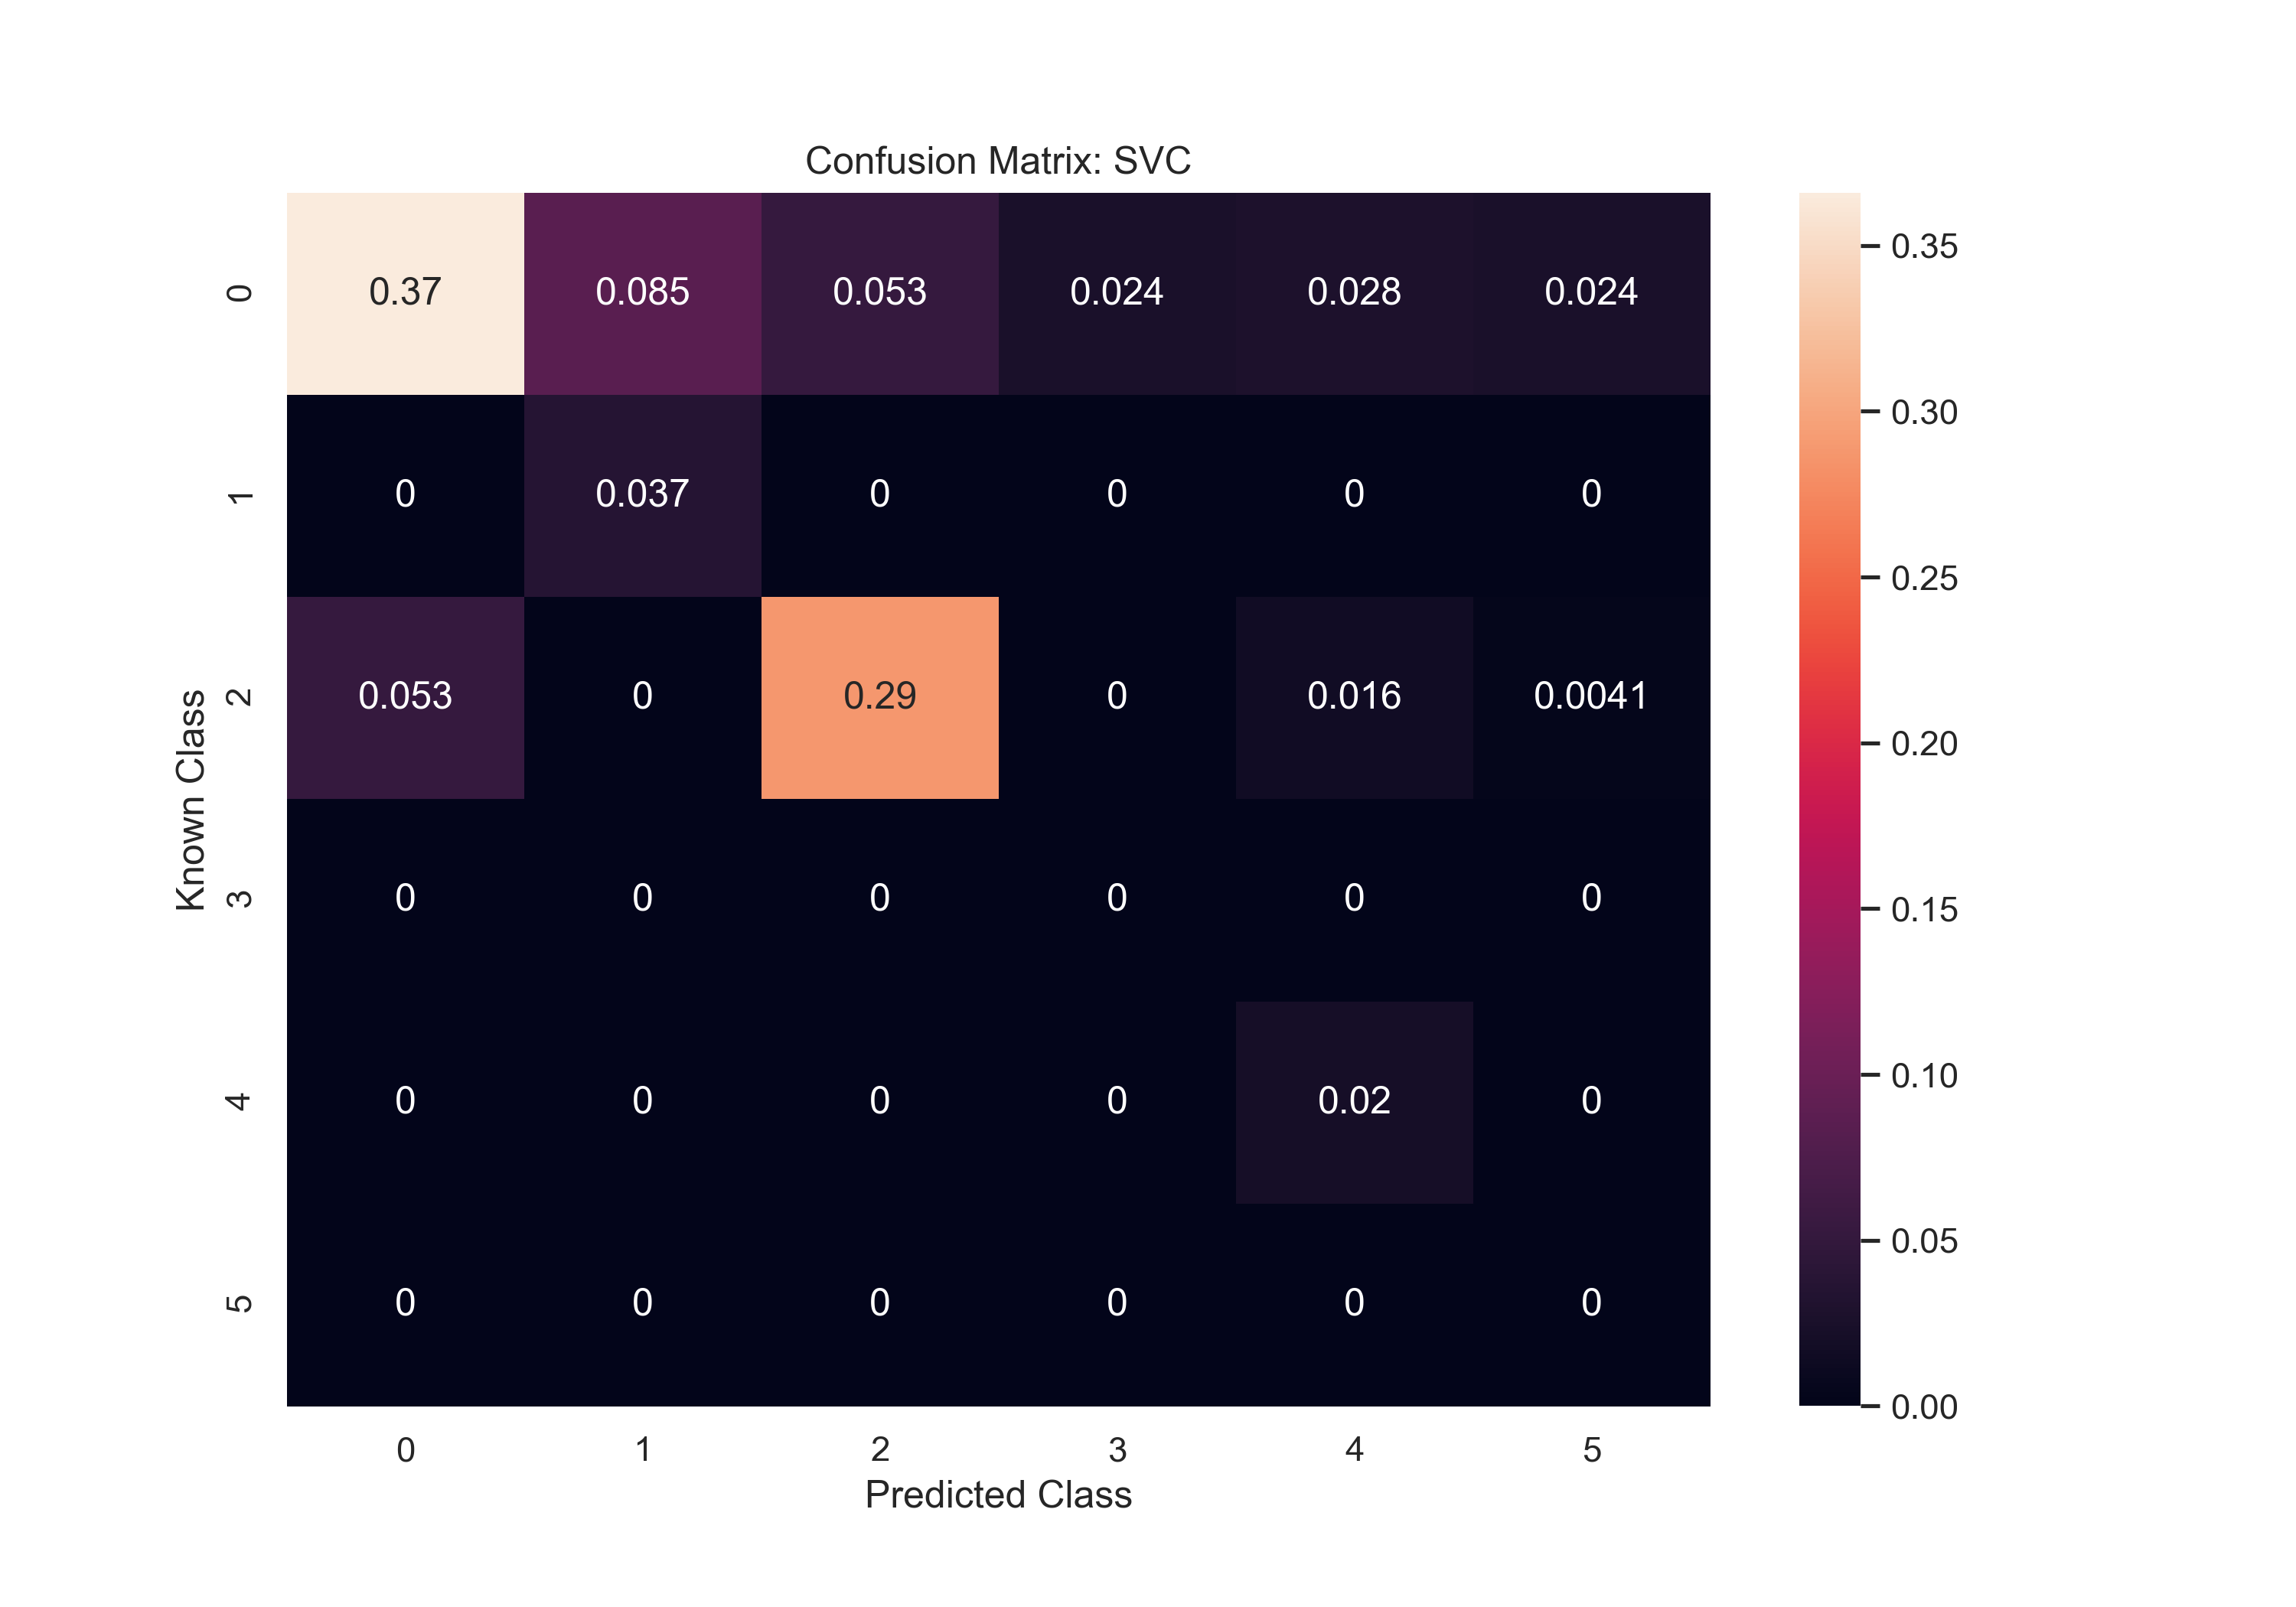 Confusion Matrix: SVC
0 0.37 0.085 0.053 0.024 0.028 0.024
1 0 0.037 0 0 0 0
2 0.053 0 0.29 0 0.016 0.0041
3 0 0 0 0 0 0
4 0 0 0 0 0.02 0
5 0 0 0 0 0 0
0 1 2 3 4 5
Known Class
Predicted Class
0.35
0.30
0.25
0.20
0.15
0.10
0.05
0.00